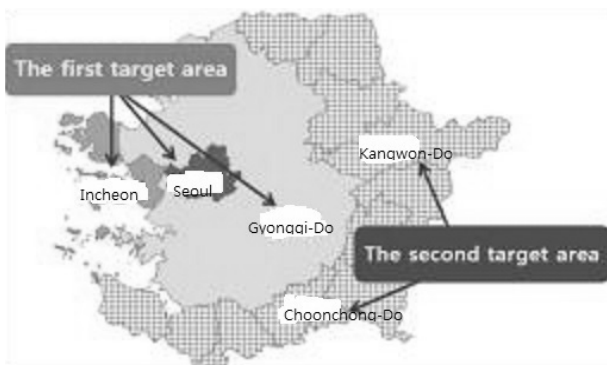 The first target area
Kangwon-Do
Incheon
Seoul
Gyonggi-Do
The second target area
Choonchong-Do